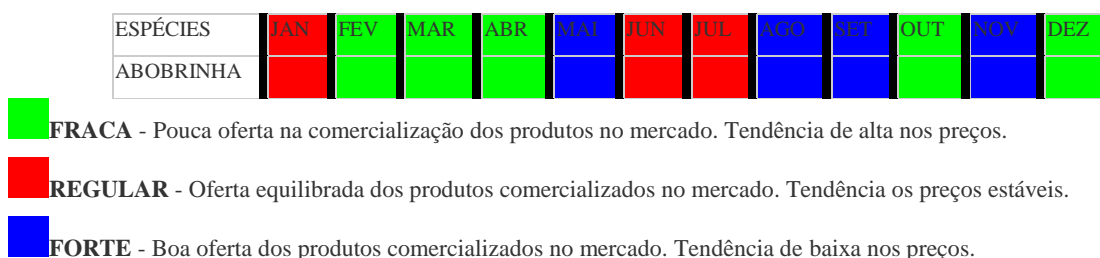 ESPÉCIES JAN FEV MAR ABR MAI JUN JUL AGO SET OUT NOV DEZ
ABOBRINHA
FRACA - Pouca oferta na comercialização dos produtos no mercado. Tendência de alta nos preços.
REGULAR - Oferta equilibrada dos produtos comercializados no mercado. Tendência os preços estáveis.
FORTE - Boa oferta dos produtos comercializados no mercado. Tendência de baixa nos preços.